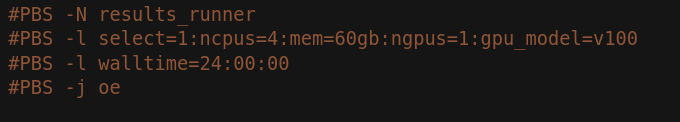 #PBS -N results_runner
#PBS -l select=1:ncpus=4:mem=60gb:ngpus=1:gpu_model=v100
#PBS -l walltime=24:00:00
#PBS -j oe